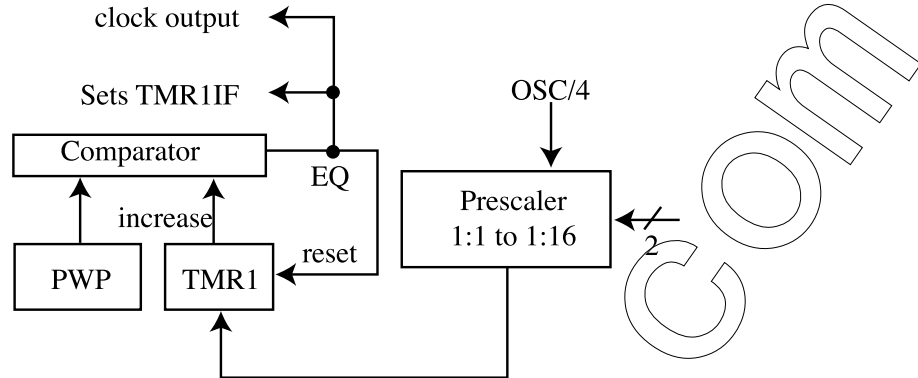 clock output
Sets TMR1IF
OSC/4
Comparator
EQ
Prescaler
1:1 to 1:16
2
increase
reset
PWP
TMR1
Com